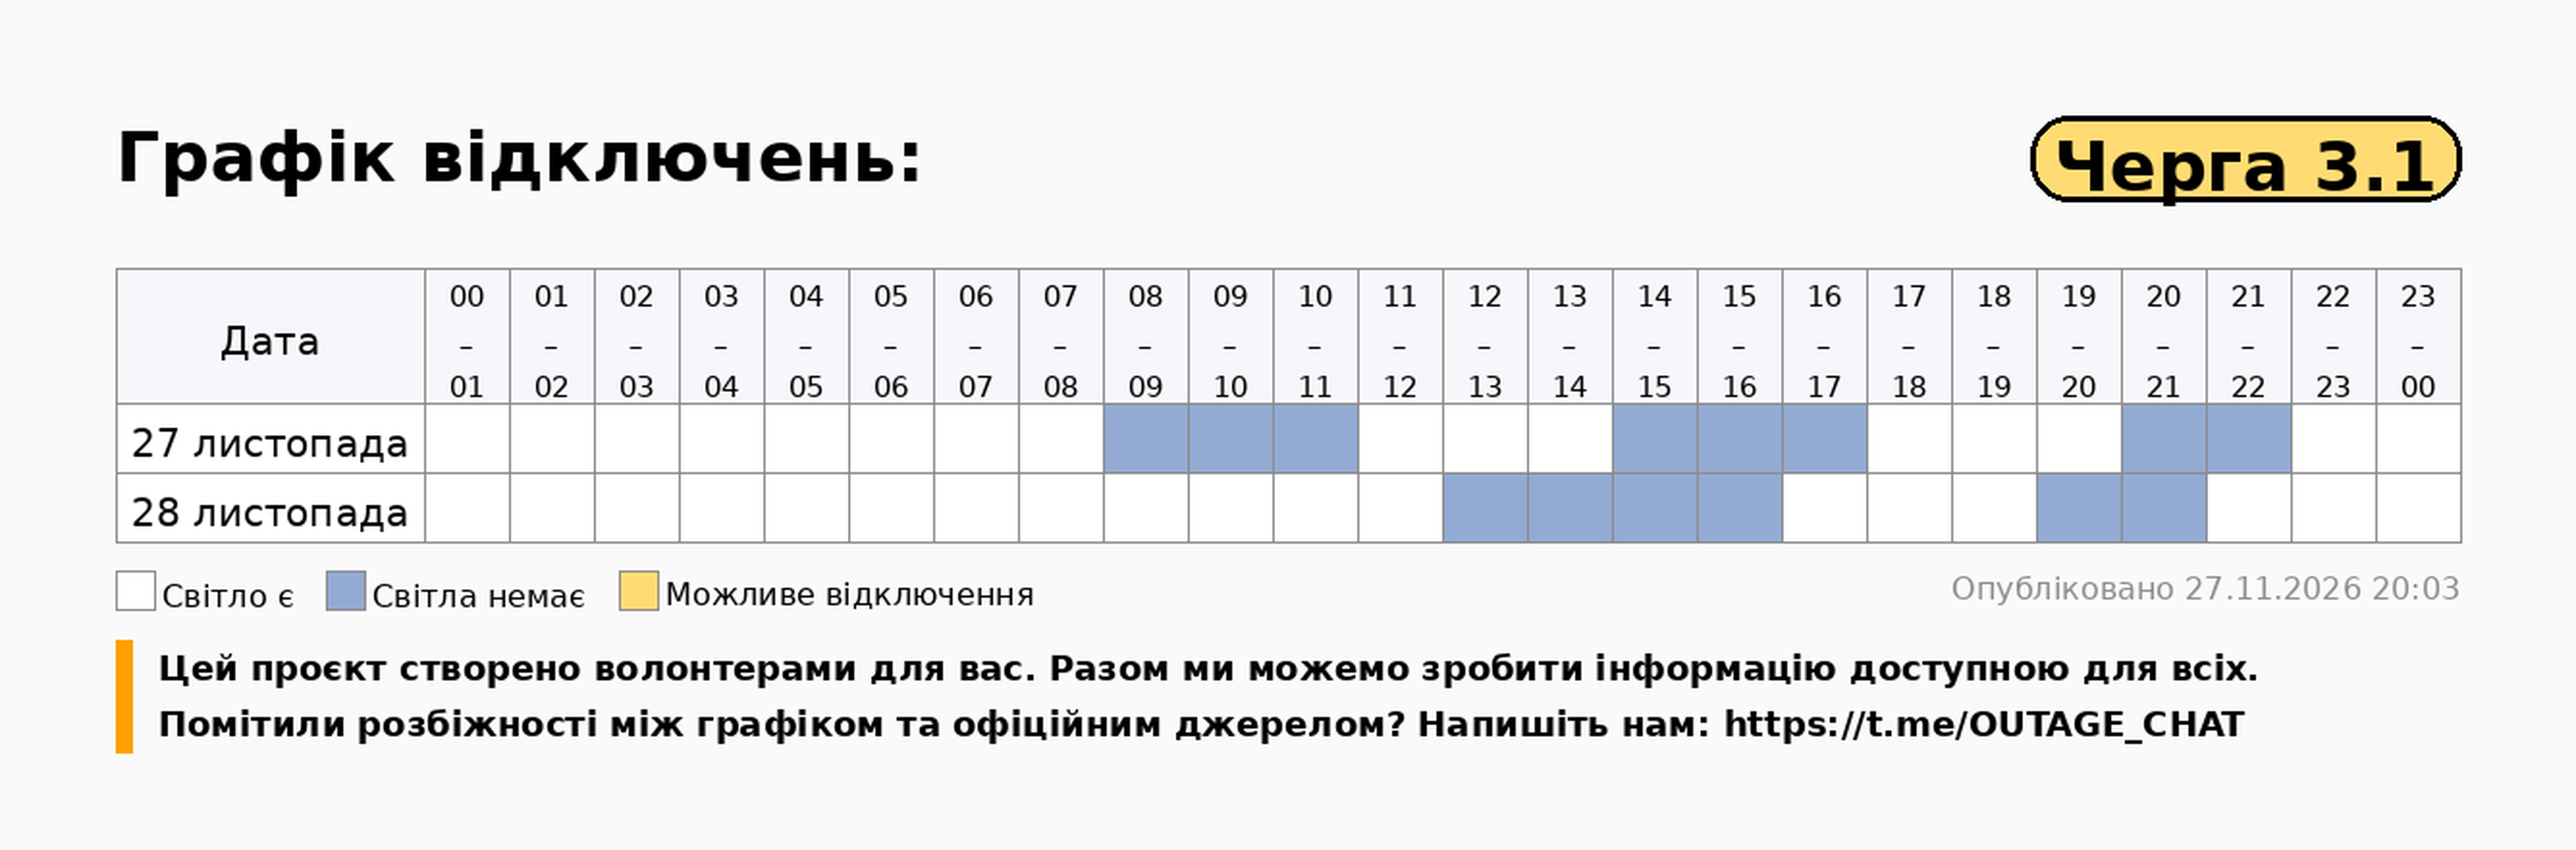 Графік відключень:
Черга 3.1
Дата
00 – 01
01 – 02
02 – 03
03 – 04
04 – 05
05 – 06
06 – 07
07 – 08
08 – 09
09 – 10
10 – 11
11 – 12
12 – 13
13 – 14
14 – 15
15 – 16
16 – 17
17 – 18
18 – 19
19 – 20
20 – 21
21 – 22
22 – 23
23 – 00
27 листопада
28 листопада
Світло є
Світла немає
Можливе відключення
Опубліковано 27.11.2026 20:03
Цей проєкт створено волонтерами для вас. Разом ми можемо зробити інформацію доступною для всіх.
Помітили розбіжності між графіком та офіційним джерелом? Напишіть нам: https://t.me/OUTAGE_CHAT